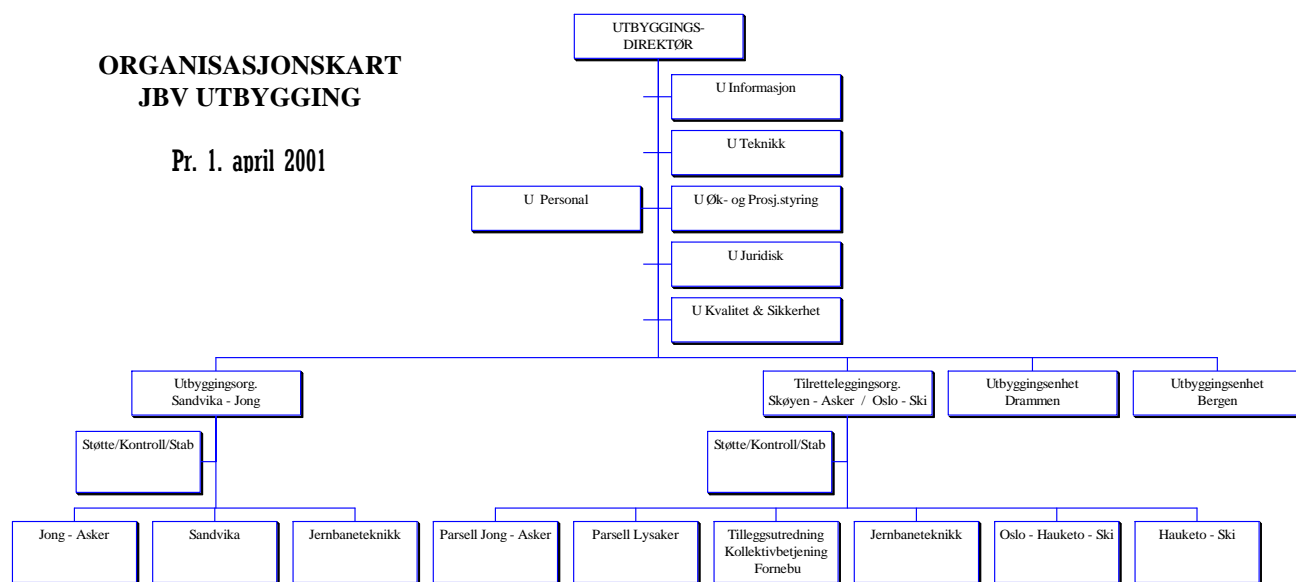 UTBYGGINGS-
DIREKTØR
ORGANISASJONSKART
JBV UTBYGGING
Pr. 1. april 2001
U Informasjon
U Teknikk
U Personal
U Øk- og Prosj.styring
U Juridisk
U Kvalitet & Sikkerhet
Utbyggingsorg.
Sandvika - Jong
Tilretteleggingsorg.
Skøyen - Asker / Oslo - Ski
Utbyggingsenhet
Drammen
Utbyggingsenhet
Bergen
Støtte/Kontroll/Stab
Støtte/Kontroll/Stab
Jong - Asker
Sandvika
Jernbaneteknikk
Parsell Jong - Asker
Parsell Lysaker
Tilleggsutredning
Kollektivbetjening
Fornebu
Jernbaneteknikk
Oslo - Hauketo - Ski
Hauketo - Ski